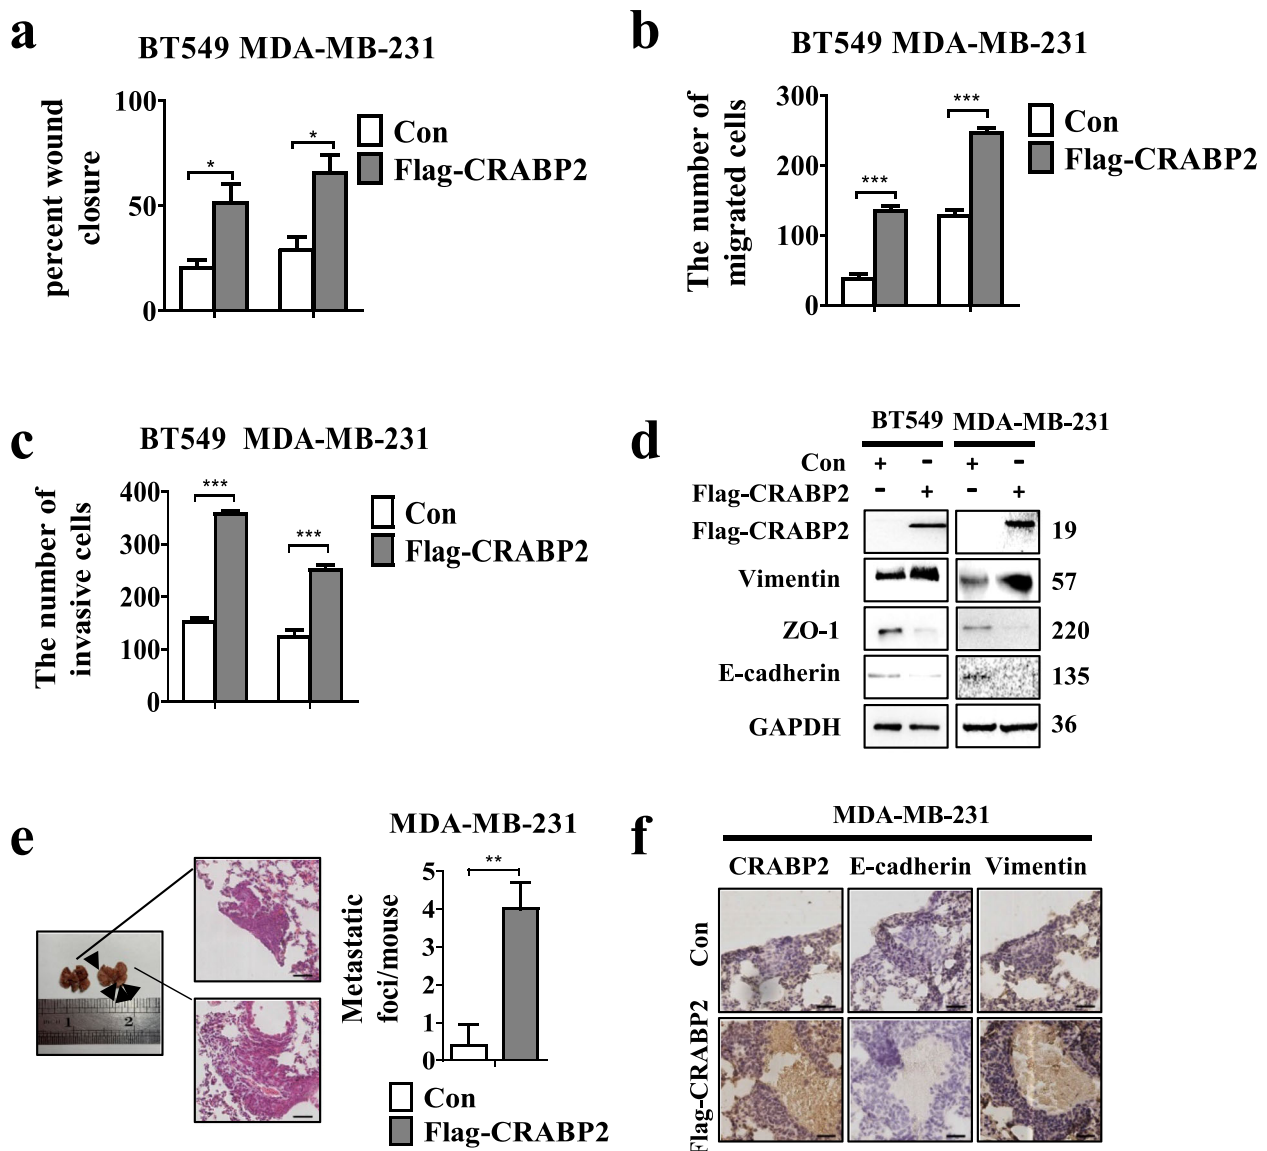 a
BT549 MDA-MB-231
percent wound
closure
100
50
0
*
*
Con
Flag-CRABP2
b
BT549 MDA-MB-231
The number of
migrated cells
300
200
100
0
***
***
Con
Flag-CRABP2
c
BT549 MDA-MB-231
The number of
invasive cells
400
300
200
100
0
***
***
Con
Flag-CRABP2
d
BT549 MDA-MB-231
Con + - + -
Flag-CRABP2 - + - +
Flag-CRABP2 19
Vimentin 57
ZO-1 220
E-cadherin 135
GAPDH 36
e
1 2
MDA-MB-231
Metastatic
foci/mouse
5
4
3
2
1
0
**
Con
Flag-CRABP2
f
MDA-MB-231
CRABP2 E-cadherin Vimentin
Con
Flag-CRABP2